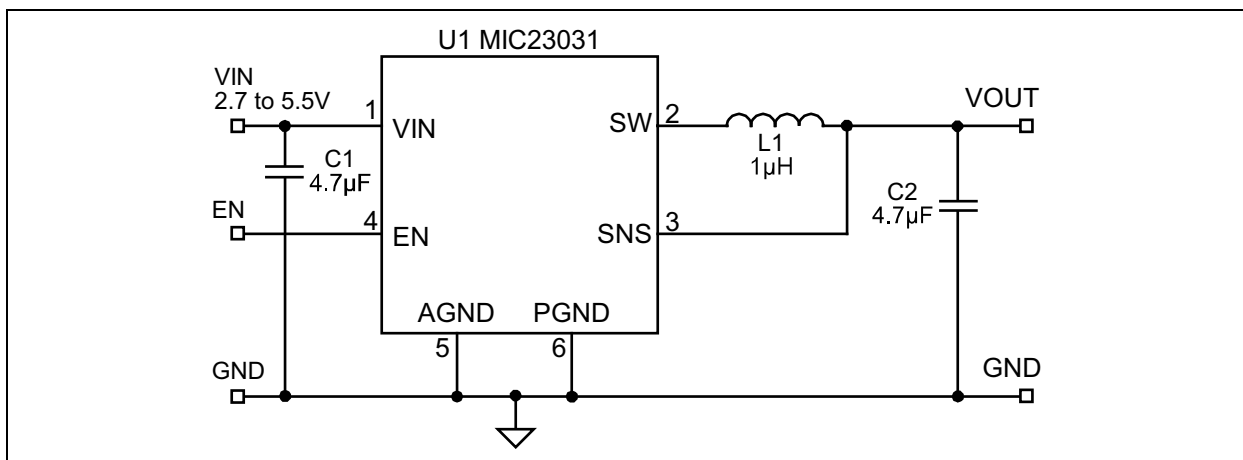 U1 MIC23031
VIN
2.7 to 5.5V
1
VIN
SW
2
L1
1µH
VOUT
C1
4.7µF
EN
4
EN
SNS
3
C2
4.7µF
AGND
PGND
5
6
GND
GND